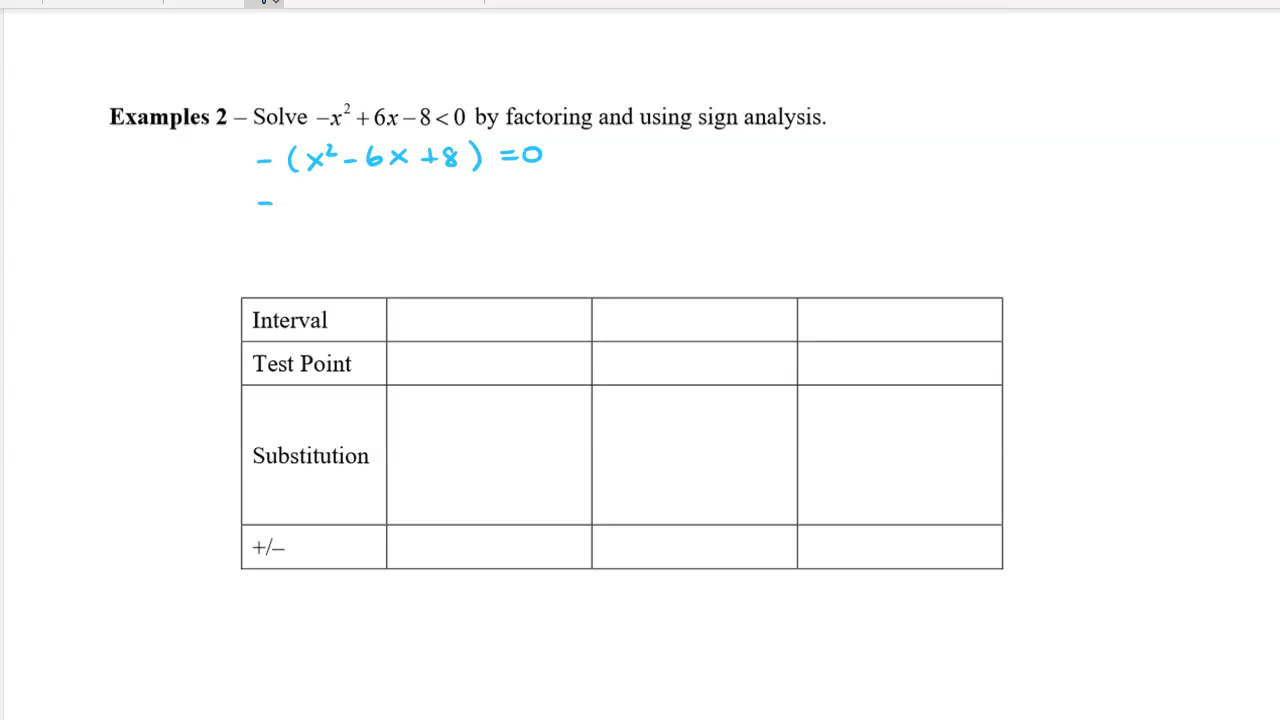 Examples 2 – Solve −x² + 6x − 8 < 0 by factoring and using sign analysis.
- (x² - 6x + 8) = 0
-
Interval
Test Point
Substitution
+/–